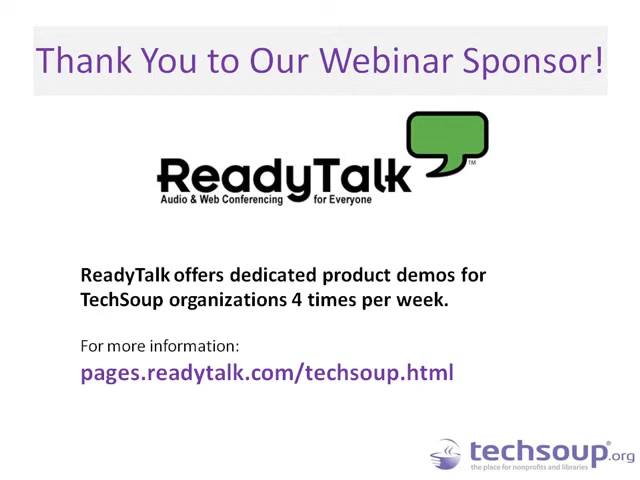 Thank You to Our Webinar Sponsor!
ReadyTalk™
Audio & Web Conferencing for Everyone
ReadyTalk offers dedicated product demos for
TechSoup organizations 4 times per week.
For more information:
pages.readytalk.com/techsoup.html
techsoup®.org
the place for nonprofits and libraries